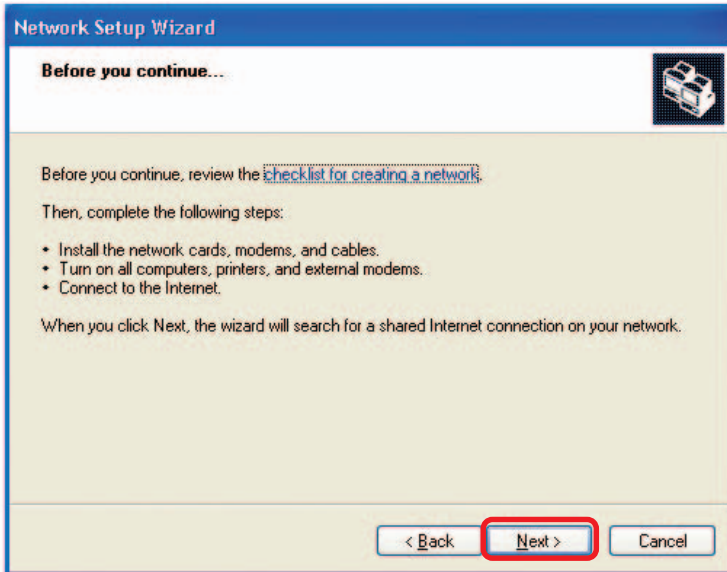 Network Setup Wizard
Before you continue...
Before you continue, review the checklist for creating a network.
Then, complete the following steps:
• Install the network cards, modems, and cables.
• Turn on all computers, printers, and external modems.
• Connect to the Internet.
When you click Next, the wizard will search for a shared Internet connection on your network.
< Back Next > Cancel